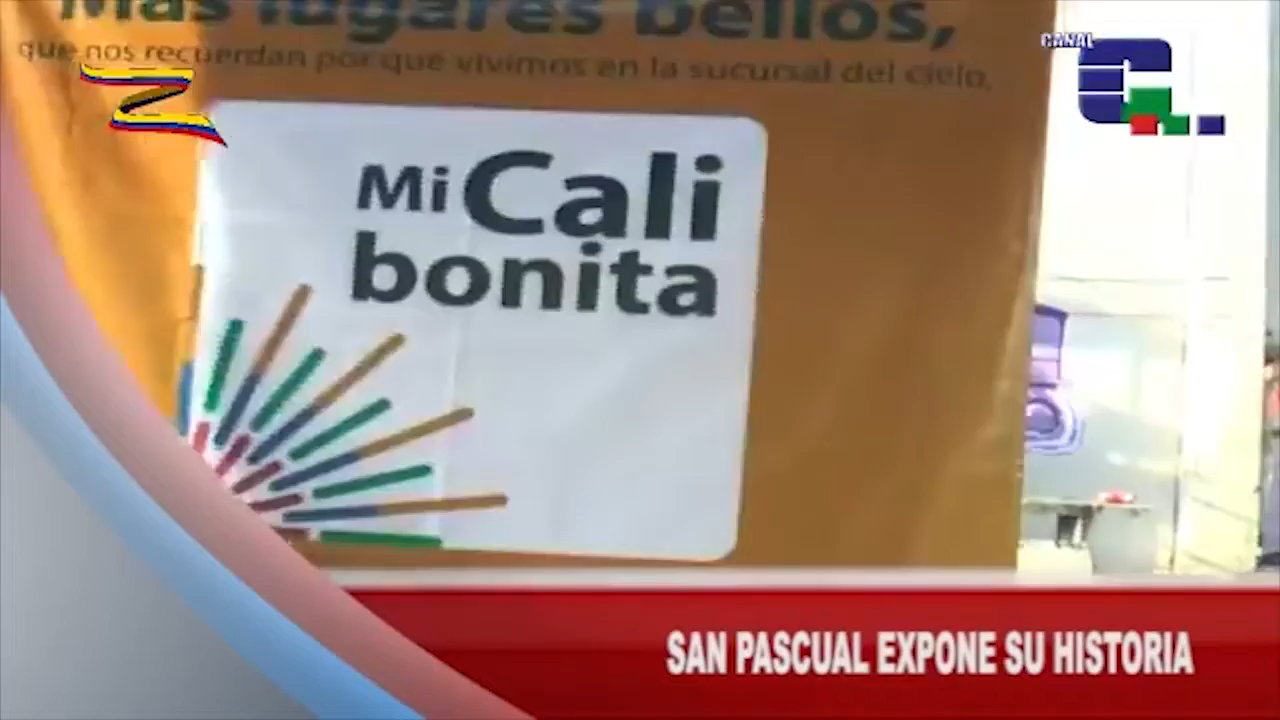 Más lugares bellos,
que nos recuerdan por qué vivimos en la sucursal del cielo.
CANAL
C
Mi Cali
bonita
SAN PASCUAL EXPONE SU HISTORIA